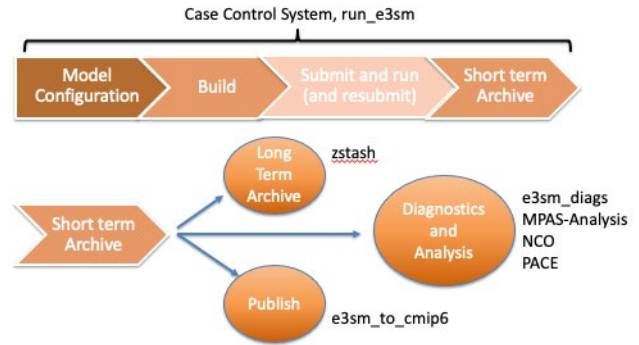 Case Control System, run_e3sm
Model
Configuration
Build
Submit and run
(and resubmit)
Short term
Archive
Long
Term
Archive
zstash
Short term
Archive
Diagnostics
and
Analysis
e3sm_diags
MPAS-Analysis
NCO
PACE
Publish
e3sm_to_cmip6